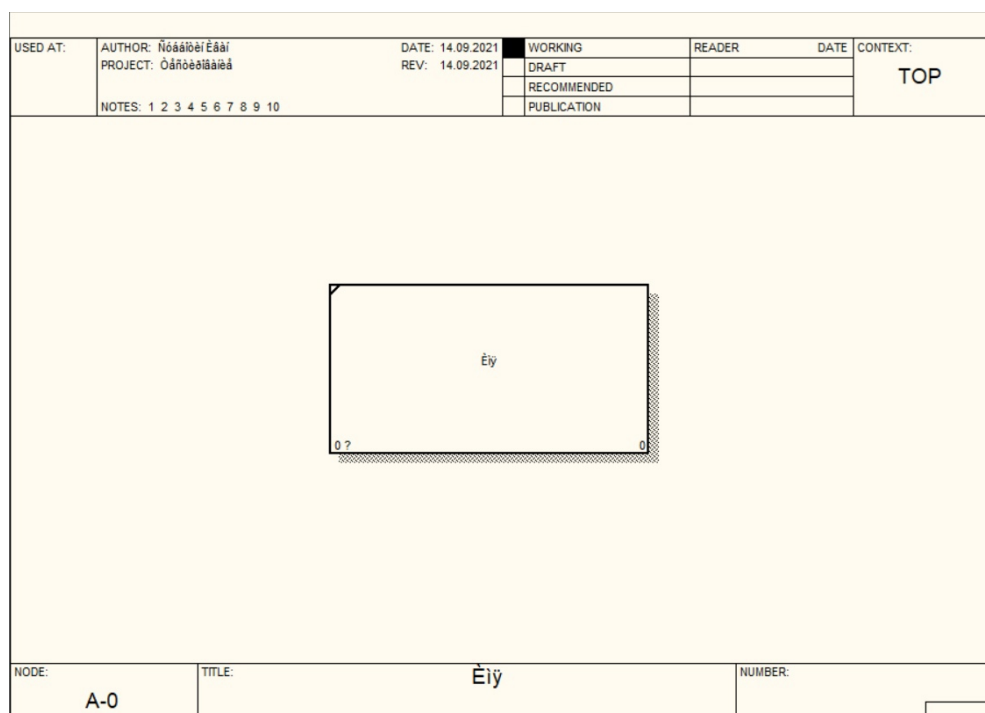 USED AT:
AUTHOR: Ñóááîòèí Èâàí
DATE: 14.09.2021
PROJECT: Òåñòèðîâàíèå
REV: 14.09.2021
NOTES: 1 2 3 4 5 6 7 8 9 10
WORKING
DRAFT
RECOMMENDED
PUBLICATION
READER DATE
CONTEXT:
TOP
Èìÿ
0 ? 0
NODE:
A-0
TITLE:
Èìÿ
NUMBER: